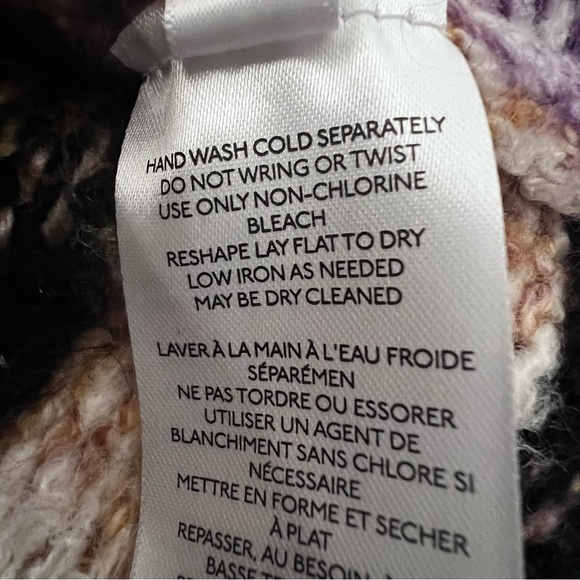 HAND WASH COLD SEPARATELY
DO NOT WRING OR TWIST
USE ONLY NON-CHLORINE
BLEACH
RESHAPE LAY FLAT TO DRY
LOW IRON AS NEEDED
MAY BE DRY CLEANED
LAVER À LA MAIN À L'EAU FROIDE
SÉPARÉMEN
NE PAS TORDRE OU ESSORER
UTILISER UN AGENT DE
BLANCHIMENT SANS CHLORE SI
NÉCESSAIRE
METTRE EN FORME ET SECHER
À PLAT
REPASSER, AU BESOIN, À
BASSE